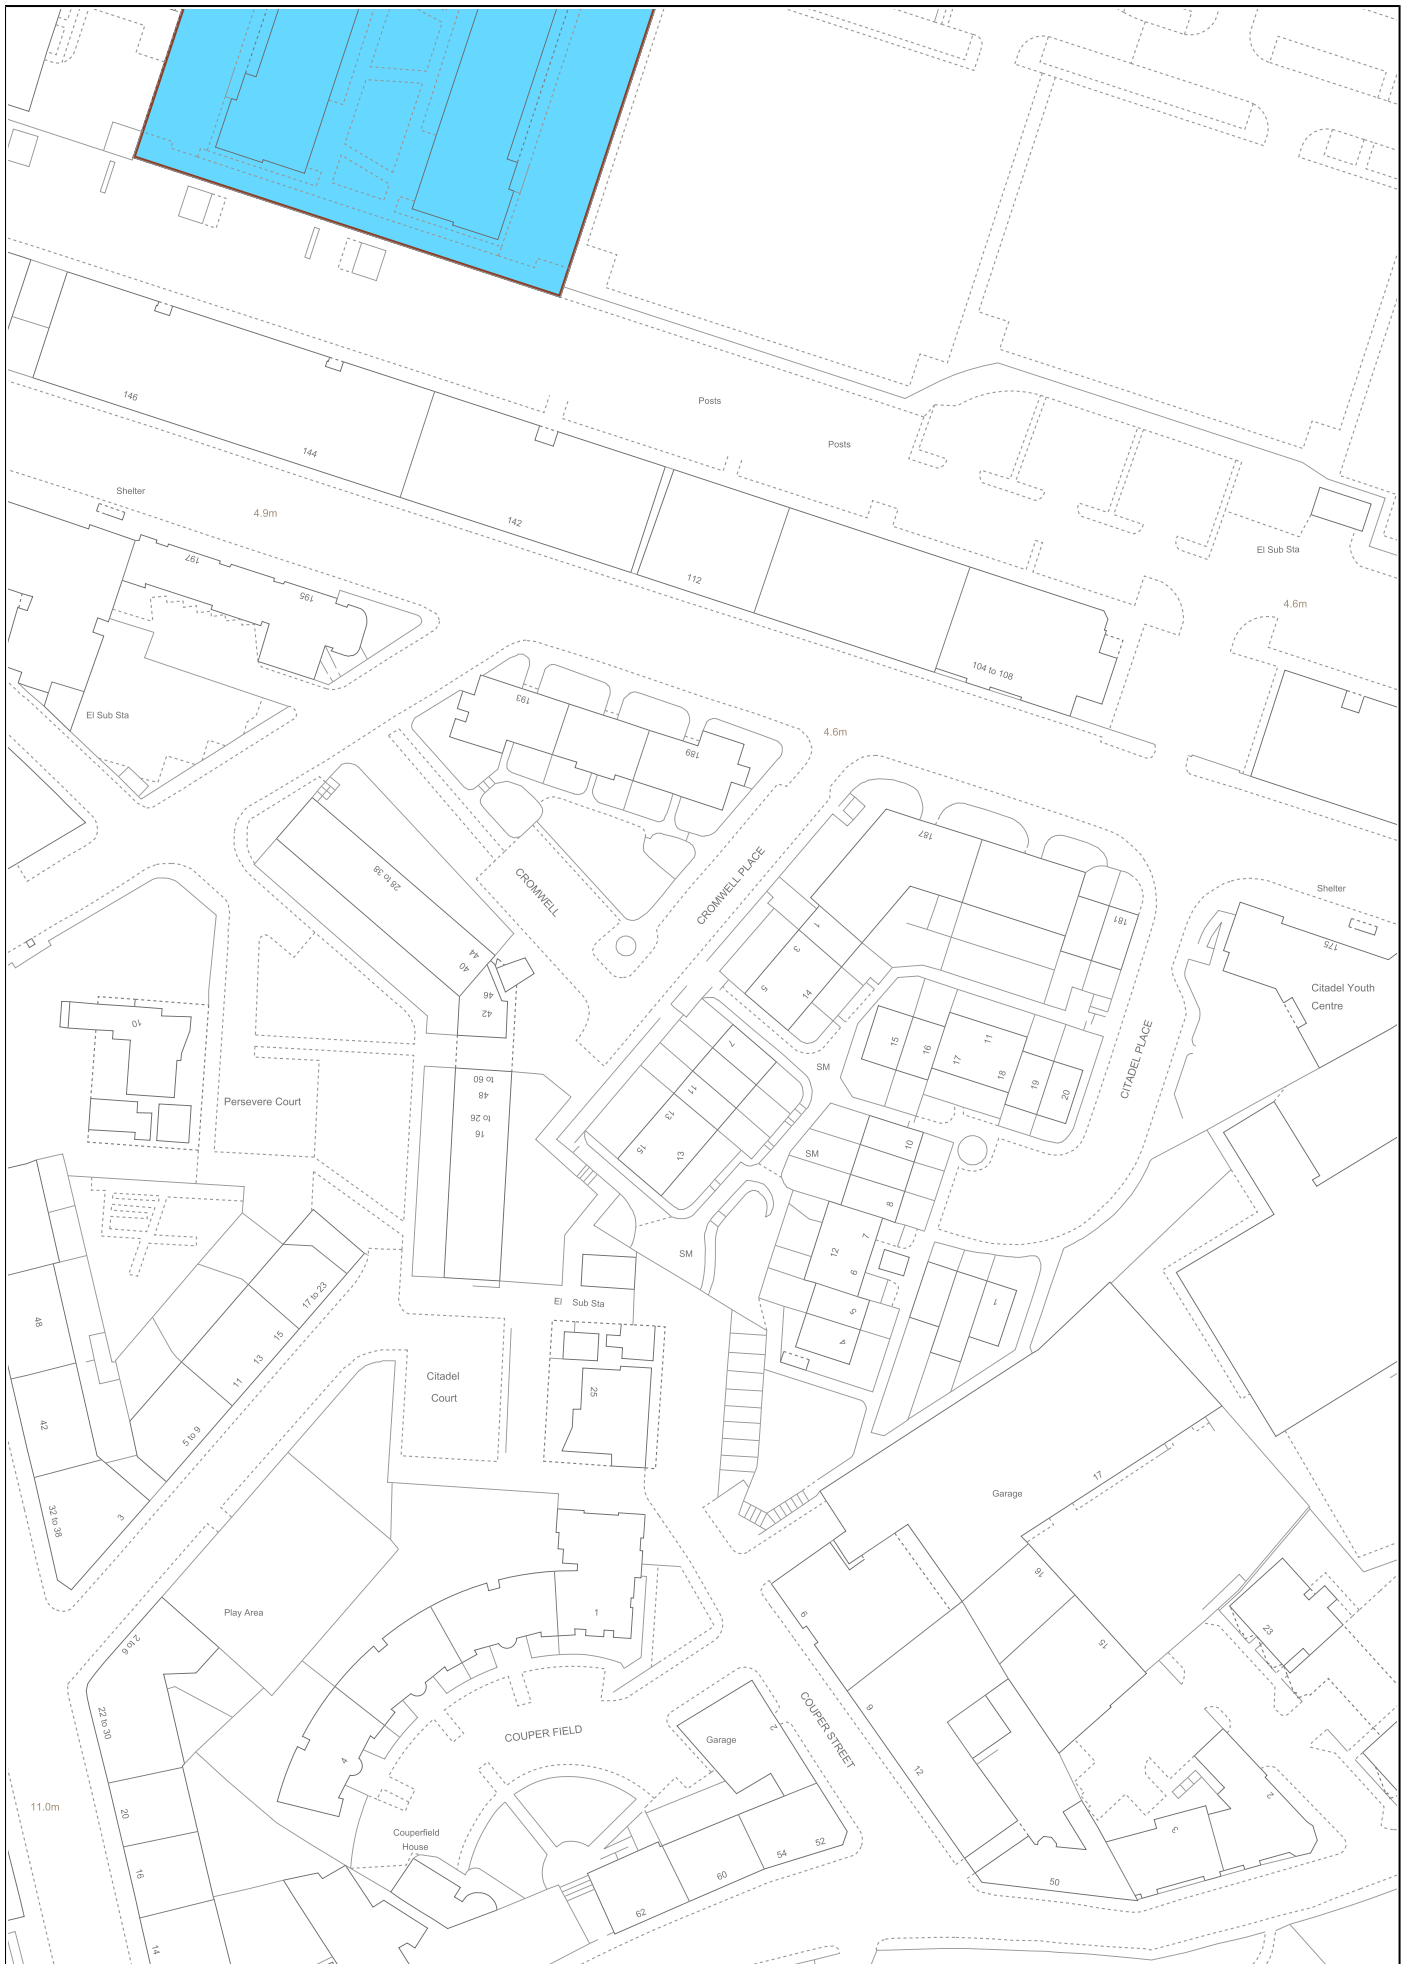 146
Posts
Posts
144
Shelter
4.9m
142
El Sub Sta
197
112
195
4.6m
104 to 108
193
El Sub Sta
4.6m
189
187
CROMWELL PLACE
28 to 38
CROMWELL
Shelter
181
1
175
3
44
40
Citadel Youth
Centre
5
14
46
42
10
15
16
11
17
7
SM
CITADEL PLACE
18
19
20
to 60
48
Persevere Court
11
16 to 26
13
10
15
13
SM
8
7
12
SM
6
17 to 23
El Sub Sta
1
48
5
15
4
13
Citadel
Court
25
11
42
5 to 9
17
Garage
32 to 38
3
16
Play Area
1
9
23
2 to 6
15
22 to 30
COUPER FIELD
COUPER STREET
9
2
Garage
4
12
11.0m
20
2
Couperfield
House
3
52
54
16
60
50
62
14